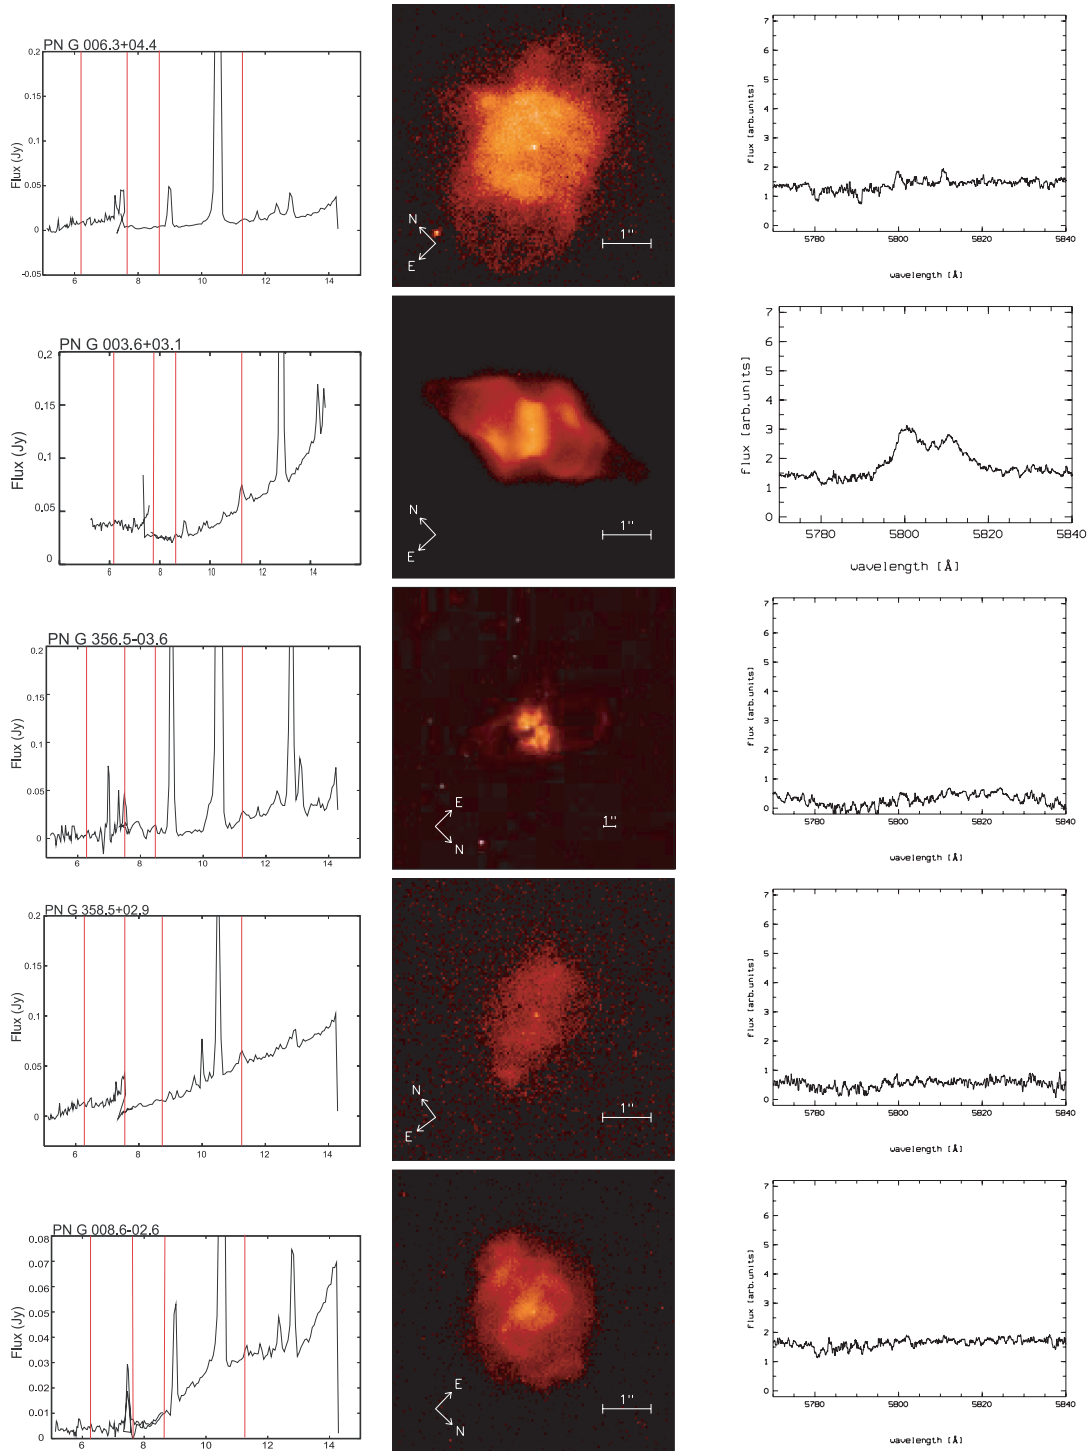 PN G 006.3+04.4
0.2
0.15
0.1
0.05
0
-0.05
Flux (Jy)
6 8 10 12 14
N
E
1"
7
6
5
4
3
2
1
0
flux [arb.units]
5780 5800 5820 5840
wavelength [Å]
PN G 003.6+03.1
0.2
0.15
0.1
0.05
0
Flux (Jy)
6 8 10 12 14
N
E
1"
7
6
5
4
3
2
1
0
flux [arb.units]
5780 5800 5820 5840
wavelength [Å]
PN G 356.5-03.6
0.2
0.15
0.1
0.05
0
Flux (Jy)
6 8 10 12 14
E
N
1"
7
6
5
4
3
2
1
0
flux [arb.units]
5780 5800 5820 5840
wavelength [Å]
PN G 358.5+02.9
0.2
0.15
0.1
0.05
0
Flux (Jy)
6 8 10 12 14
N
E
1"
7
6
5
4
3
2
1
0
flux [arb.units]
5780 5800 5820 5840
wavelength [Å]
PN G 008.6-02.6
0.08
0.07
0.06
0.05
0.04
0.03
0.02
0.01
0
Flux (Jy)
6 8 10 12 14
E
N
1"
7
6
5
4
3
2
1
0
flux [arb.units]
5780 5800 5820 5840
wavelength [Å]